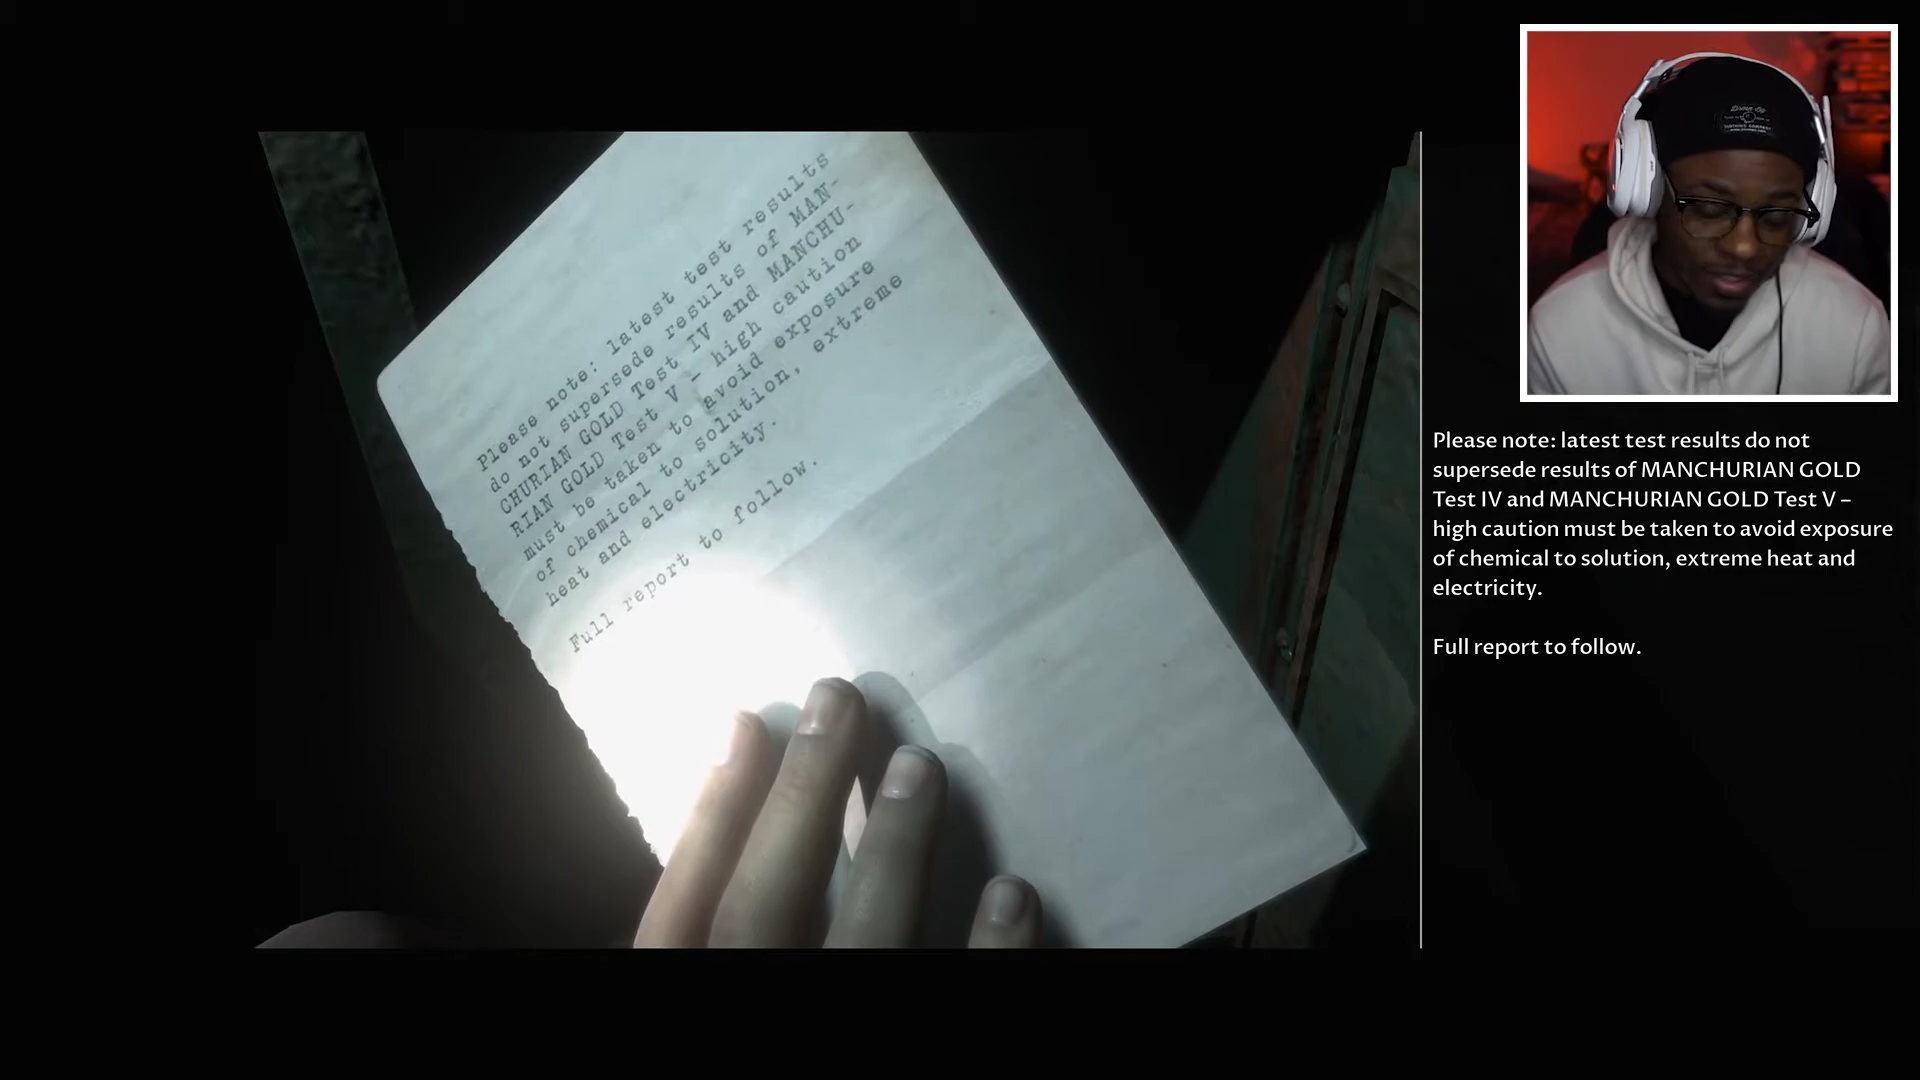 Please note: latest test results
do not supersede results of MAN-
CHURIAN GOLD Test IV and MANCHU-
RIAN GOLD Test V - high caution
must be taken to avoid exposure
of chemical to solution, extreme
heat and electricity.
Full report to follow.
Please note: latest test results do not
supersede results of MANCHURIAN GOLD
Test IV and MANCHURIAN GOLD Test V –
high caution must be taken to avoid exposure
of chemical to solution, extreme heat and
electricity.
Full report to follow.